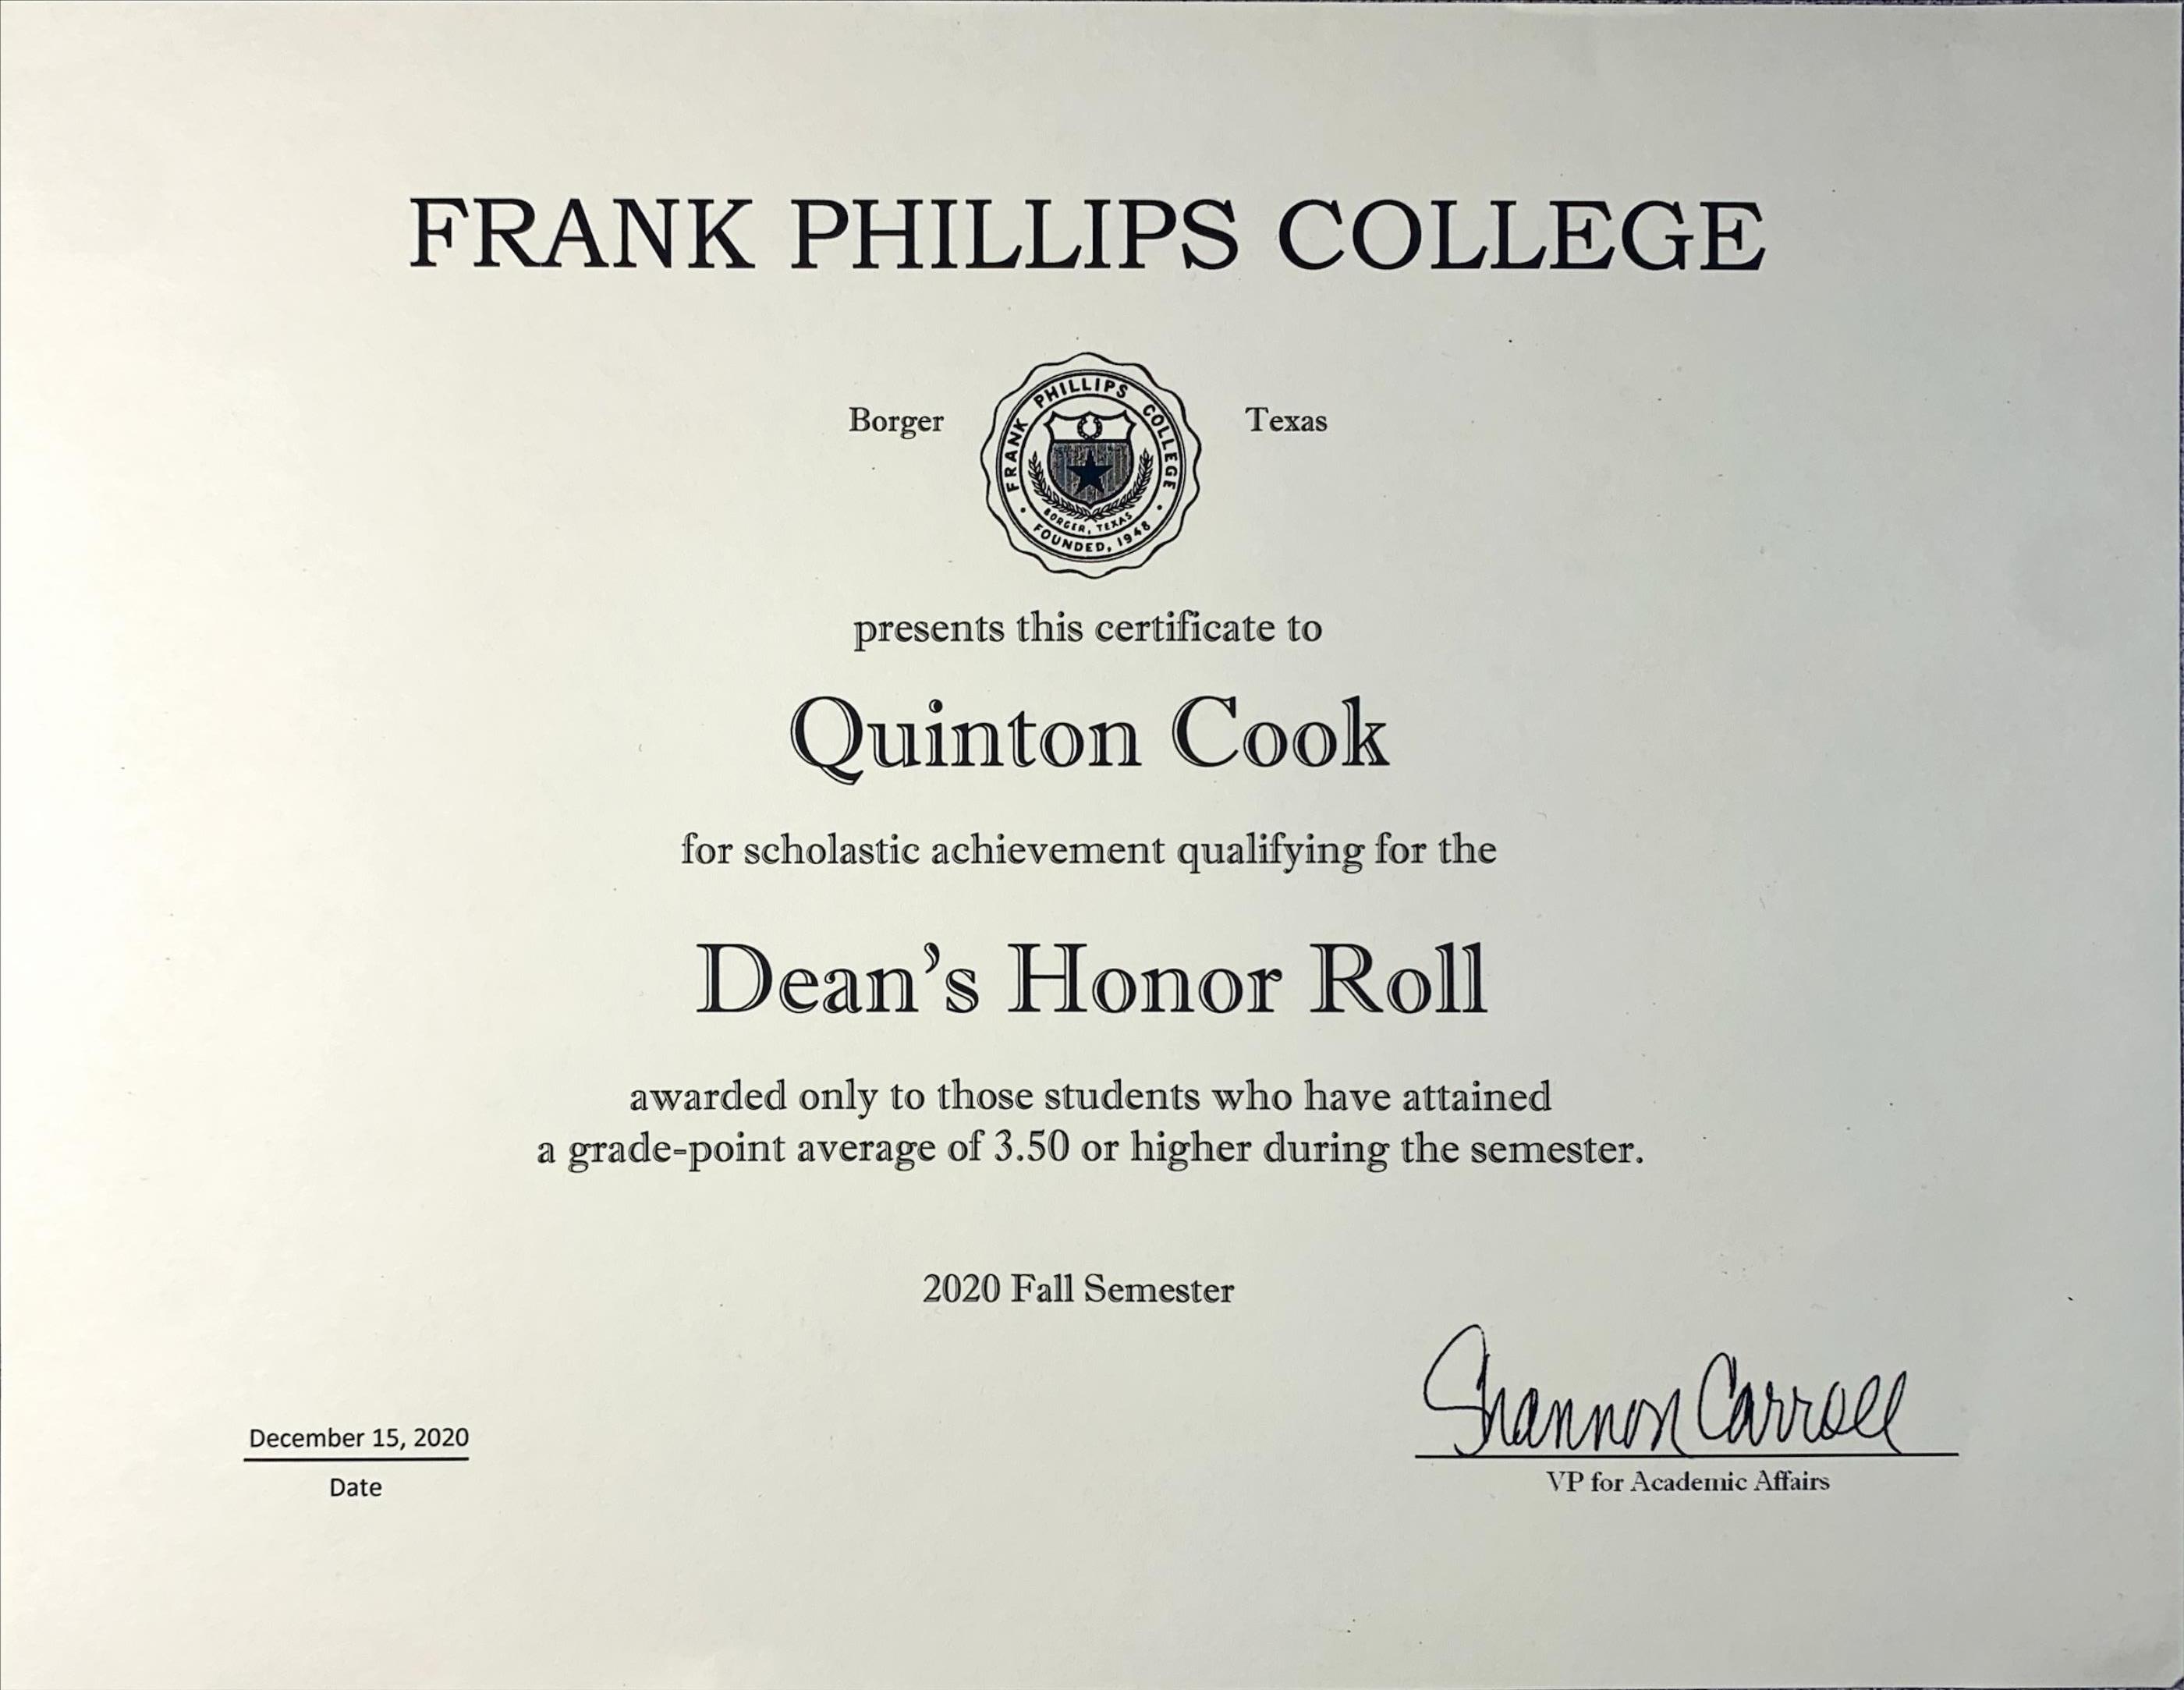 FRANK PHILLIPS COLLEGE
Borger Texas
FRANK PHILLIPS COLLEGE
BORGER, TEXAS
FOUNDED, 1948
presents this certificate to
Quinton Cook
for scholastic achievement qualifying for the
Dean's Honor Roll
awarded only to those students who have attained
a grade-point average of 3.50 or higher during the semester.
2020 Fall Semester
Shannon Carroll
December 15, 2020
VP for Academic Affairs
Date